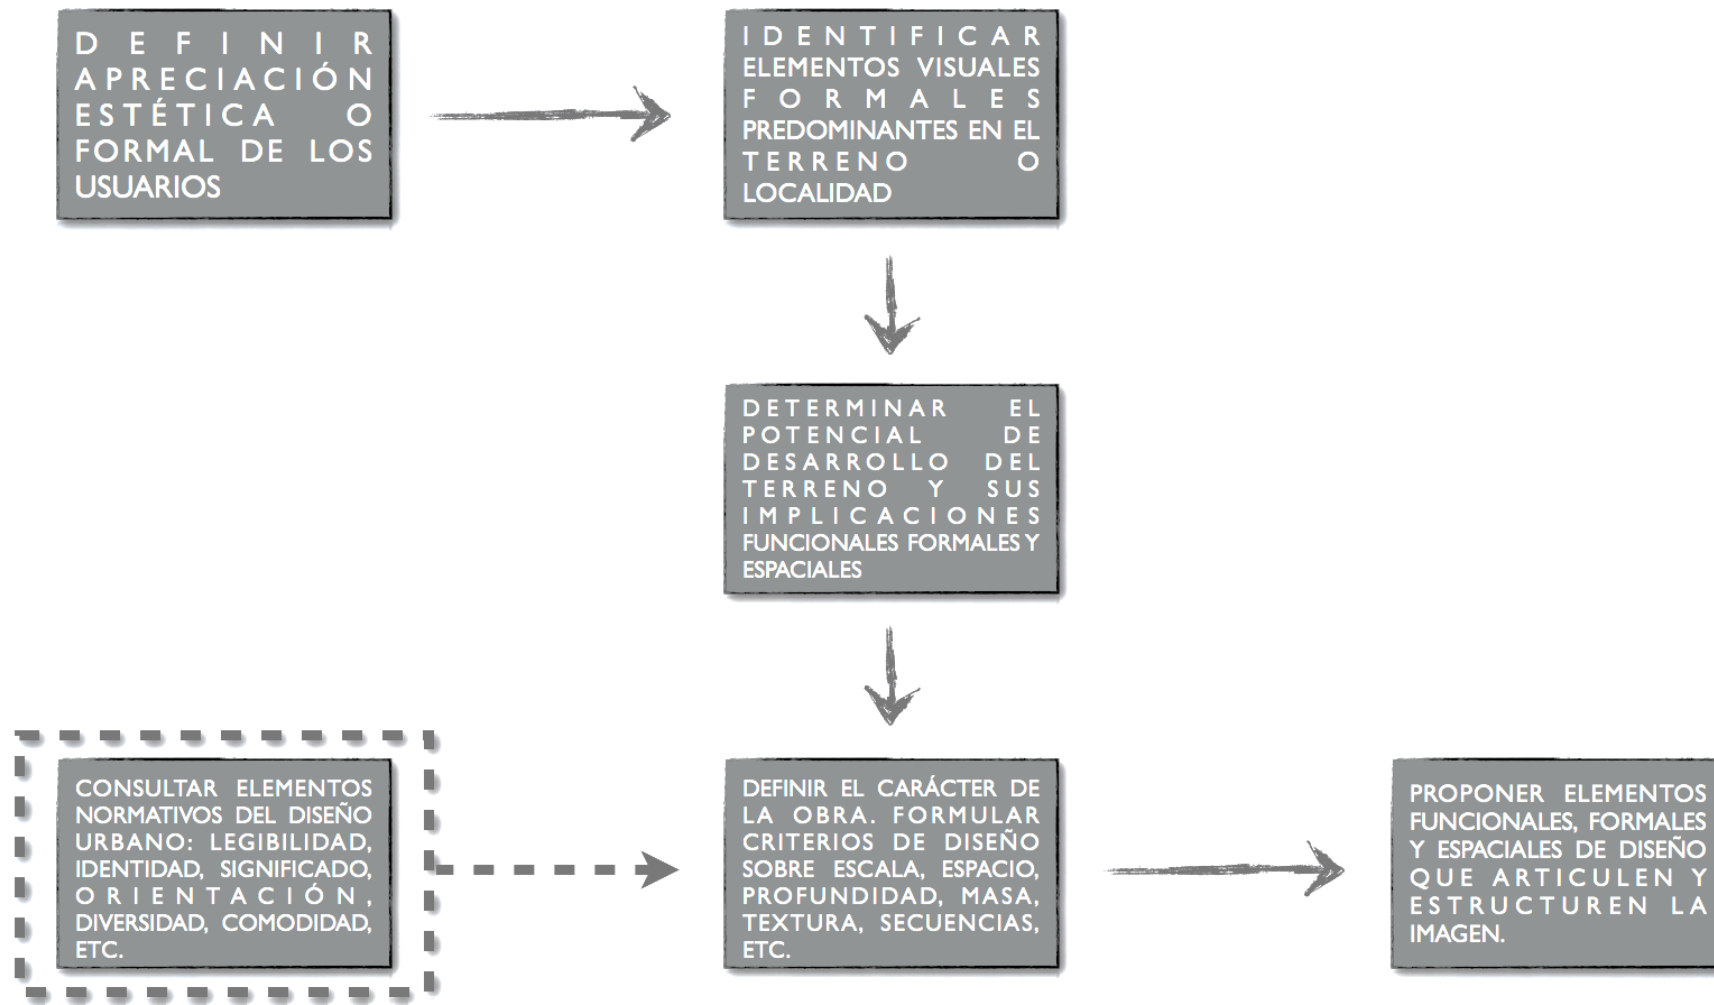 DEFINIR
APRECIACIÓN
ESTÉTICA O
FORMAL DE LOS
USUARIOS
IDENTIFICAR
ELEMENTOS VISUALES
FORMALES
PREDOMINANTES EN EL
TERRENO O
LOCALIDAD
DETERMINAR EL
POTENCIAL DE
DESARROLLO DEL
TERRENO Y SUS
IMPLICACIONES
FUNCIONALES FORMALES Y
ESPACIALES
CONSULTAR ELEMENTOS
NORMATIVOS DEL DISEÑO
URBANO: LEGIBILIDAD,
IDENTIDAD, SIGNIFICADO,
ORIENTACIÓN,
DIVERSIDAD, COMODIDAD,
ETC.
DEFINIR EL CARÁCTER DE
LA OBRA. FORMULAR
CRITERIOS DE DISEÑO
SOBRE ESCALA, ESPACIO,
PROFUNDIDAD, MASA,
TEXTURA, SECUENCIAS,
ETC.
PROPONER ELEMENTOS
FUNCIONALES, FORMALES
Y ESPACIALES DE DISEÑO
QUE ARTICULEN Y
ESTRUCTUREN LA
IMAGEN.